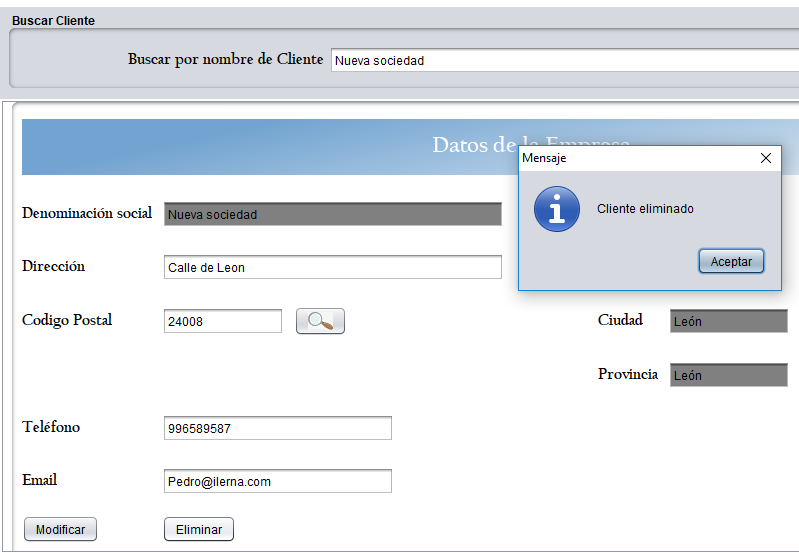 Buscar Cliente
Buscar por nombre de Cliente Nueva sociedad
Datos de la Empresa
Mensaje
Cliente eliminado
Aceptar
Denominación social Nueva sociedad
Dirección Calle de Leon
Codigo Postal 24008 Ciudad León
Provincia León
Teléfono 996589587
Email Pedro@ilerna.com
Modificar Eliminar